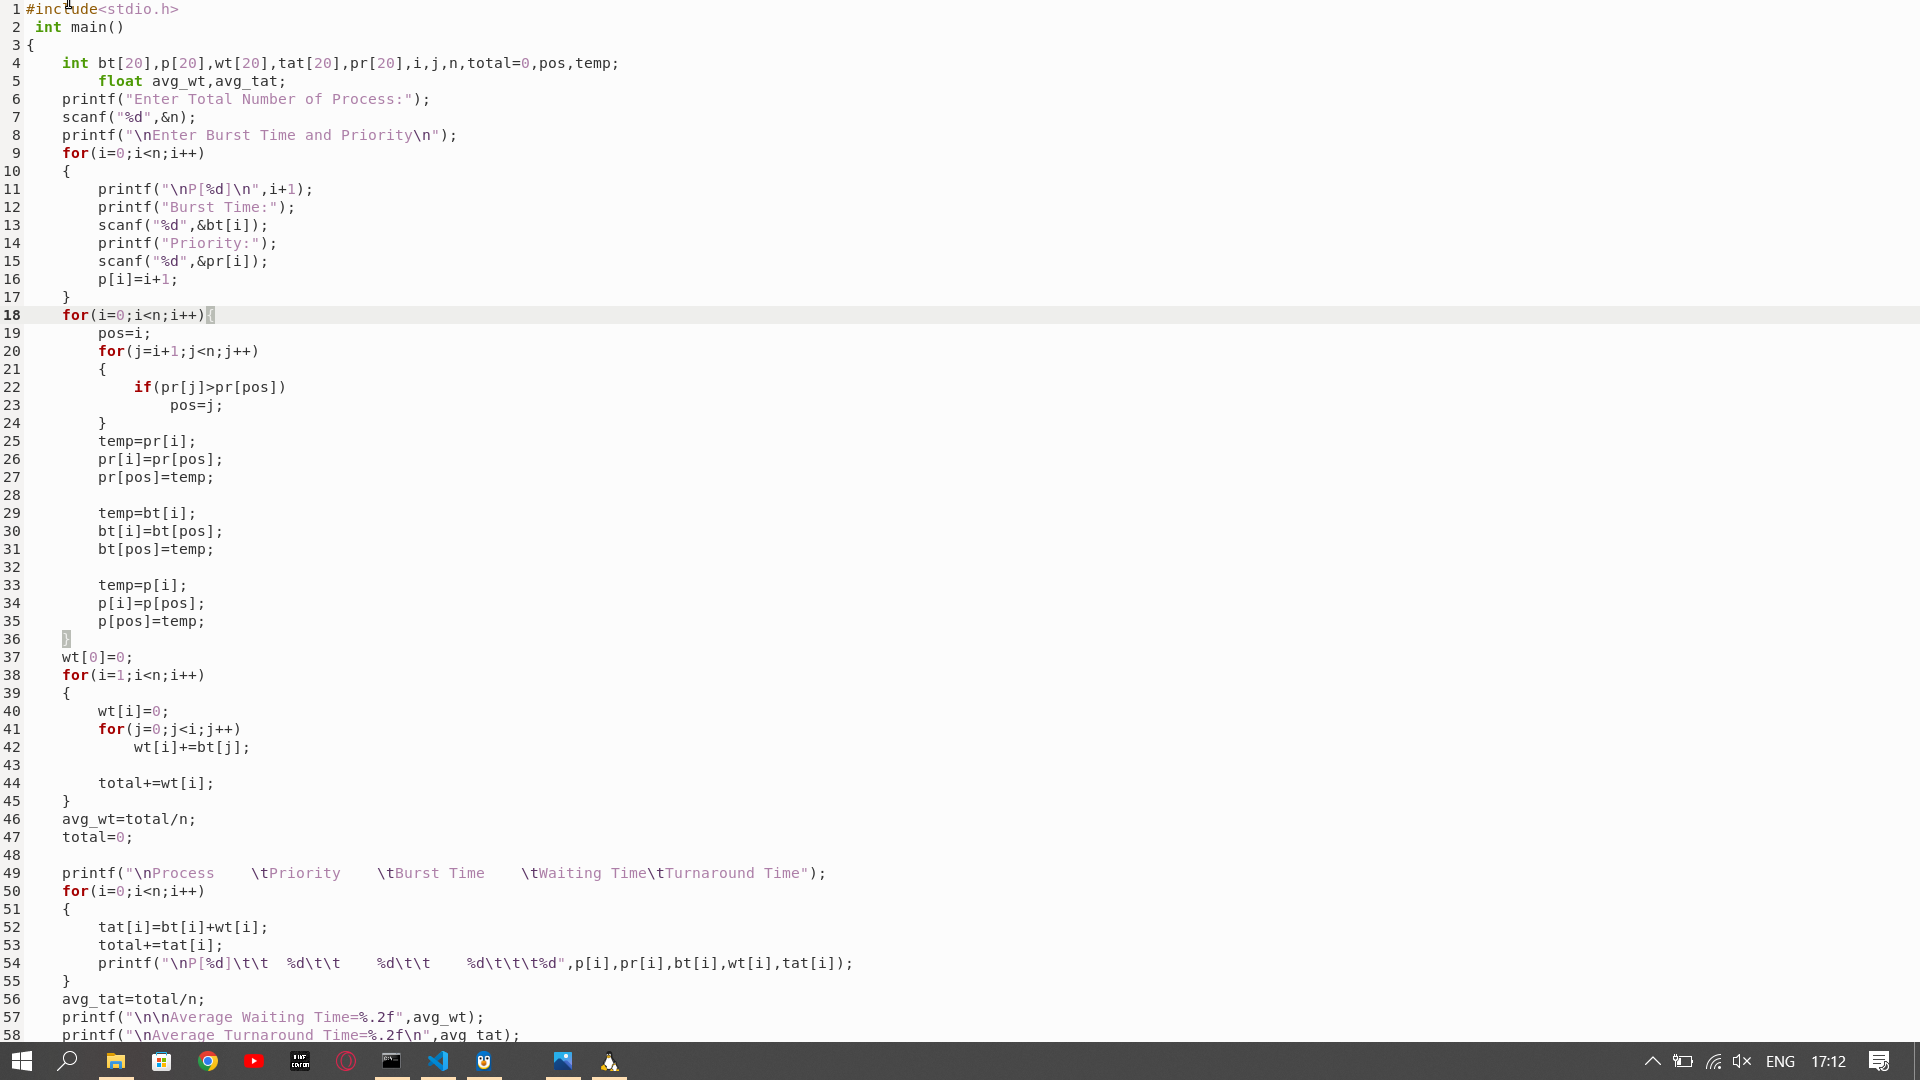 1 #include<stdio.h>
2  int main()
3 {
4     int bt[20],p[20],wt[20],tat[20],pr[20],i,j,n,total=0,pos,temp;
5         float avg_wt,avg_tat;
6     printf("Enter Total Number of Process:");
7     scanf("%d",&n);
8     printf("\nEnter Burst Time and Priority\n");
9     for(i=0;i<n;i++)
10     {
11         printf("\nP[%d]\n",i+1);
12         printf("Burst Time:");
13         scanf("%d",&bt[i]);
14         printf("Priority:");
15         scanf("%d",&pr[i]);
16         p[i]=i+1;
17     }
18     for(i=0;i<n;i++){
19         pos=i;
20         for(j=i+1;j<n;j++)
21         {
22             if(pr[j]>pr[pos])
23                 pos=j;
24         }
25         temp=pr[i];
26         pr[i]=pr[pos];
27         pr[pos]=temp;
28
29         temp=bt[i];
30         bt[i]=bt[pos];
31         bt[pos]=temp;
32
33         temp=p[i];
34         p[i]=p[pos];
35         p[pos]=temp;
36     }
37     wt[0]=0;
38     for(i=1;i<n;i++)
39     {
40         wt[i]=0;
41         for(j=0;j<i;j++)
42             wt[i]+=bt[j];
43
44         total+=wt[i];
45     }
46     avg_wt=total/n;
47     total=0;
48
49     printf("\nProcess    \tPriority    \tBurst Time    \tWaiting Time\tTurnaround Time");
50     for(i=0;i<n;i++)
51     {
52         tat[i]=bt[i]+wt[i];
53         total+=tat[i];
54         printf("\nP[%d]\t\t  %d\t\t    %d\t\t    %d\t\t\t%d",p[i],pr[i],bt[i],wt[i],tat[i]);
55     }
56     avg_tat=total/n;
57     printf("\n\nAverage Waiting Time=%.2f",avg_wt);
58     printf("\nAverage Turnaround Time=%.2f\n",avg_tat);
ENG 17:12